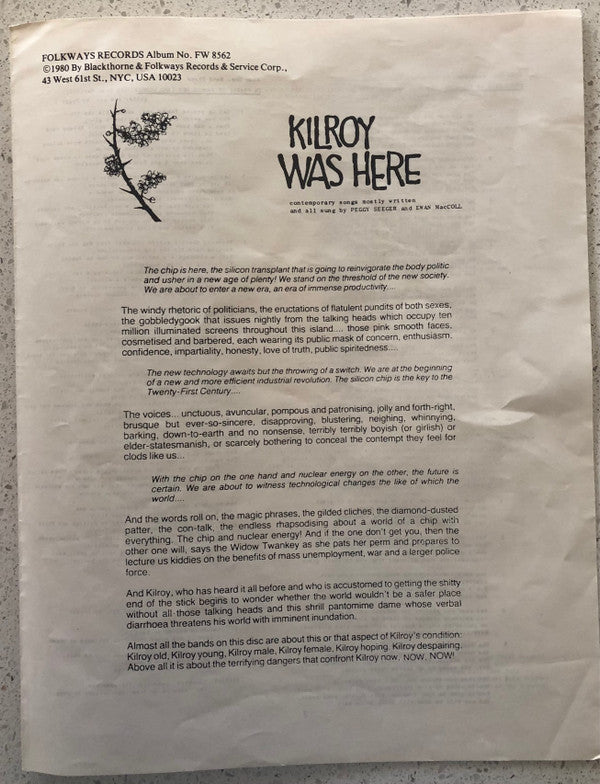 FOLKWAYS RECORDS Album No. FW 8562
©1980 By Blackthorne & Folkways Records & Service Corp.,
43 West 61st St., NYC, USA 10023
KILROY
WAS HERE
contemporary songs mostly written
and all sung by PEGGY SEEGER and EWAN MacCOLL
The chip is here, the silicon transplant that is going to reinvigorate the body politic
and usher in a new age of plenty! We stand on the threshold of the new society.
We are about to enter a new era, an era of immense productivity....
The windy rhetoric of politicians, the eructations of flatulent pundits of both sexes,
the gobbledygook that issues nightly from the talking heads which occupy ten
million illuminated screens throughout this island.... those pink smooth faces,
cosmetised and barbered, each wearing its public mask of concern, enthusiasm,
confidence, impartiality, honesty, love of truth, public spiritedness....
The new technology awaits but the throwing of a switch. We are at the beginning
of a new and more efficient industrial revolution. The silicon chip is the key to the
Twenty-First Century....
The voices... unctuous, avuncular, pompous and patronising, jolly and forth-right,
brusque but ever-so-sincere, disapproving, blustering, neighing, whinnying,
barking, down-to-earth and no nonsense, terribly terribly boyish (or girlish) or
elder-statesmanish, or scarcely bothering to conceal the contempt they feel for
clods like us...
With the chip on the one hand and nuclear energy on the other, the future is
certain. We are about to witness technological changes the like of which the
world....
And the words roll on, the magic phrases, the gilded cliches, the diamond-dusted
patter, the con-talk, the endless rhapsodising about a world of a chip with
everything. The chip and nuclear energy! And if the one don't get you, then the
other one will, says the Widow Twankey as she pats her perm and prepares to
lecture us kiddies on the benefits of mass unemployment, war and a larger police
force.
And Kilroy, who has heard it all before and who is accustomed to getting the shitty
end of the stick begins to wonder whether the world wouldn't be a safer place
without all those talking heads and this shrill pantomime dame whose verbal
diarrhoea threatens his world with imminent inundation.
Almost all the bands on this disc are about this or that aspect of Kilroy's condition:
Kilroy old, Kilroy young, Kilroy male, Kilroy female, Kilroy hoping, Kilroy despairing.
Above all it is about the terrifying dangers that confront Kilroy now, NOW, NOW!